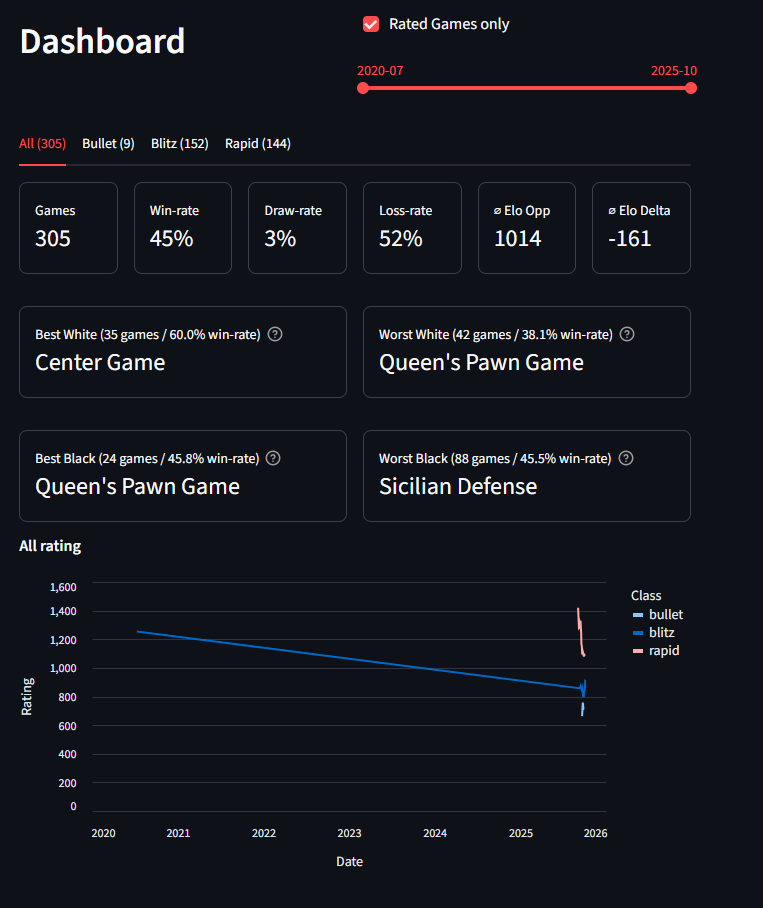 Dashboard
Rated Games only
2020-07 2025-10
All (305) Bullet (9) Blitz (152) Rapid (144)
Games Win-rate Draw-rate Loss-rate ⌀ Elo Opp ⌀ Elo Delta
305 45% 3% 52% 1014 -161
Best White (35 games / 60.0% win-rate) ?
Center Game
Worst White (42 games / 38.1% win-rate) ?
Queen's Pawn Game
Best Black (24 games / 45.8% win-rate) ?
Queen's Pawn Game
Worst Black (88 games / 45.5% win-rate) ?
Sicilian Defense
All rating
1,600
1,400
1,200
1,000
800
600
400
200
0
Rating
2020 2021 2022 2023 2024 2025 2026
Date
Class
bullet
blitz
rapid